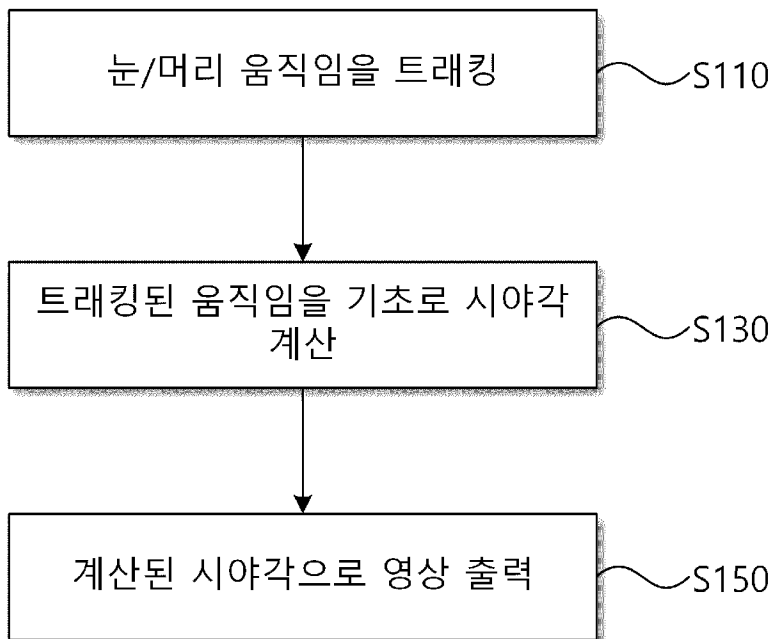 눈/머리 움직임을 트래킹
S110
트래킹된 움직임을 기초로 시야각
계산
S130
계산된 시야각으로 영상 출력
S150